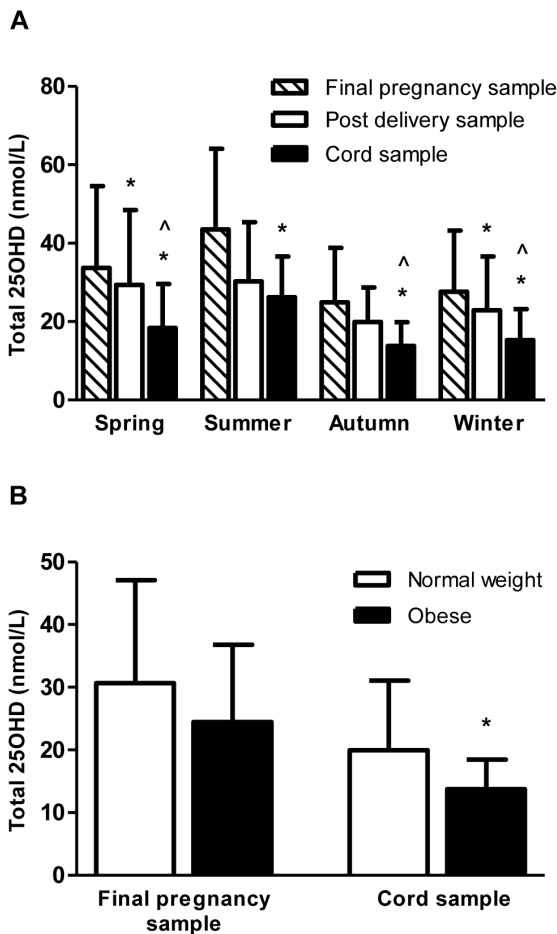 A
Total 25OHD (nmol/L)
80
60
40
20
0
Final pregnancy sample
Post delivery sample
Cord sample
* ^ *
*
^ *
* ^ *
Spring Summer Autumn Winter
B
Total 25OHD (nmol/L)
50
40
30
20
10
0
Normal weight
Obese
*
Final pregnancy
sample
Cord sample